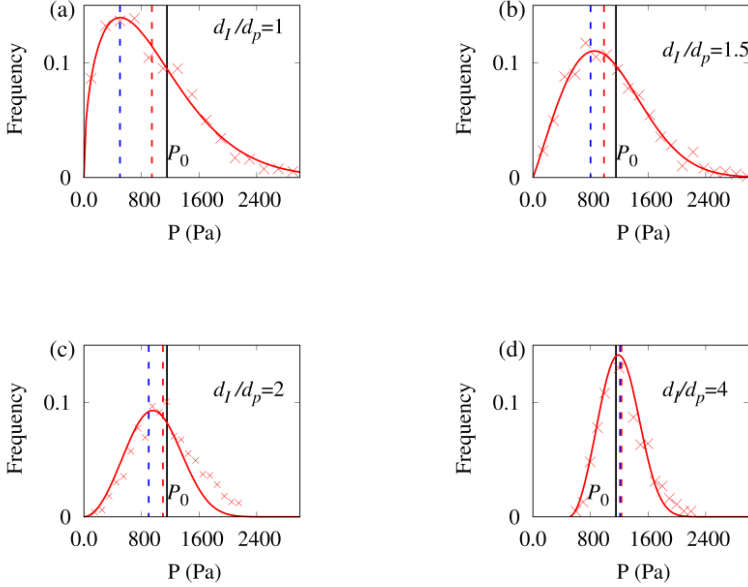 (a)
d_I/d_p=1
0.1
0
Frequency
P_0
0.0 800 1600 2400
P (Pa)
(b)
d_I/d_p=1.5
0.1
0
Frequency
P_0
0.0 800 1600 2400
P (Pa)
(c)
d_I/d_p=2
0.1
0
Frequency
P_0
0.0 800 1600 2400
P (Pa)
(d)
d_I/d_p=4
0.1
0
Frequency
P_0
0.0 800 1600 2400
P (Pa)